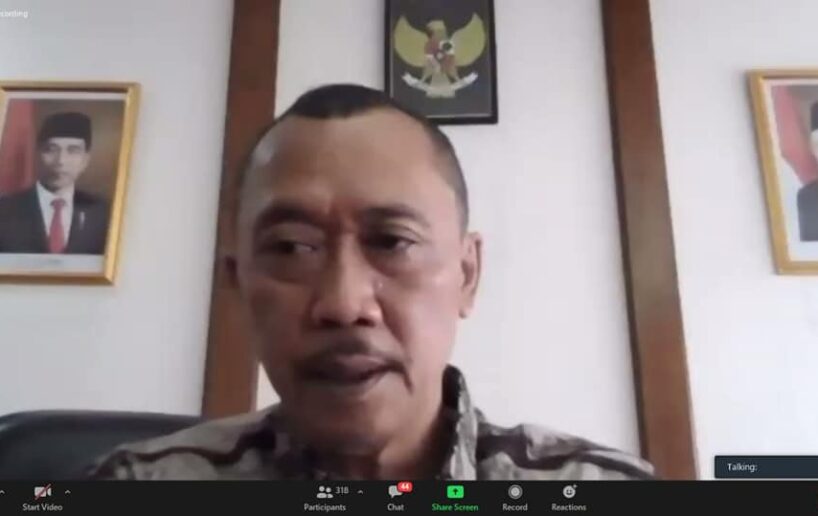 ecording
Talking:
318
44
Start Video
Participants
Chat
Share Screen
Record
Reactions